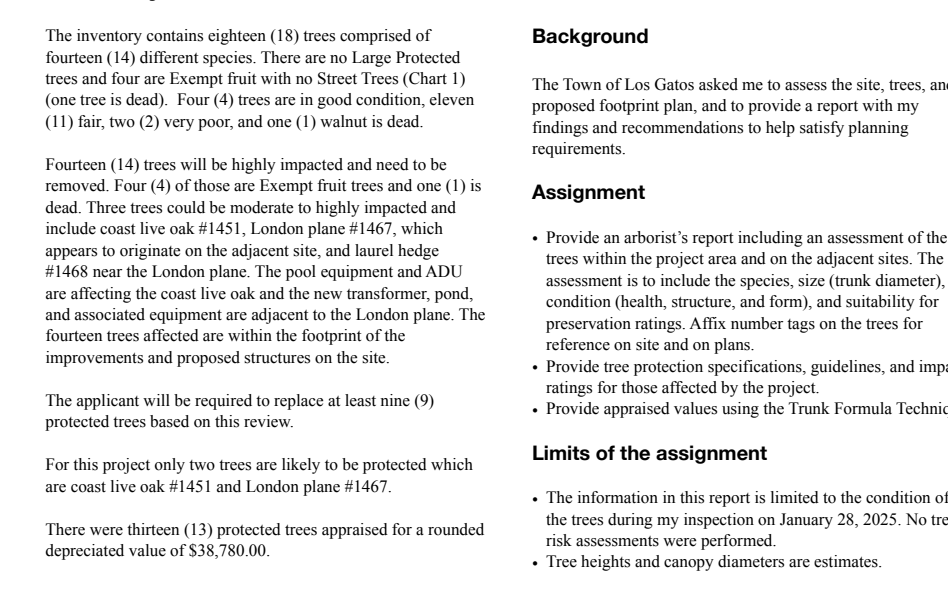 The inventory contains eighteen (18) trees comprised of
fourteen (14) different species. There are no Large Protected
trees and four are Exempt fruit with no Street Trees (Chart 1)
(one tree is dead).  Four (4) trees are in good condition, eleven
(11) fair, two (2) very poor, and one (1) walnut is dead.
Fourteen (14) trees will be highly impacted and need to be
removed. Four (4) of those are Exempt fruit trees and one (1) is
dead. Three trees could be moderate to highly impacted and
include coast live oak #1451, London plane #1467, which
appears to originate on the adjacent site, and laurel hedge
#1468 near the London plane. The pool equipment and ADU
are affecting the coast live oak and the new transformer, pond,
and associated equipment are adjacent to the London plane. The
fourteen trees affected are within the footprint of the
improvements and proposed structures on the site.
The applicant will be required to replace at least nine (9)
protected trees based on this review.
For this project only two trees are likely to be protected which
are coast live oak #1451 and London plane #1467.
There were thirteen (13) protected trees appraised for a rounded
depreciated value of $38,780.00.
Background
The Town of Los Gatos asked me to assess the site, trees, and
proposed footprint plan, and to provide a report with my
findings and recommendations to help satisfy planning
requirements.
Assignment
• Provide an arborist's report including an assessment of the
trees within the project area and on the adjacent sites. The
assessment is to include the species, size (trunk diameter),
condition (health, structure, and form), and suitability for
preservation ratings. Affix number tags on the trees for
reference on site and on plans.
• Provide tree protection specifications, guidelines, and
ratings for those affected by the project.
• Provide appraised values using the Trunk Formula
Limits of the assignment
• The information in this report is limited to the condition of
the trees during my inspection on January 28, 2025. No
risk assessments were performed.
• Tree heights and canopy diameters are estimates.